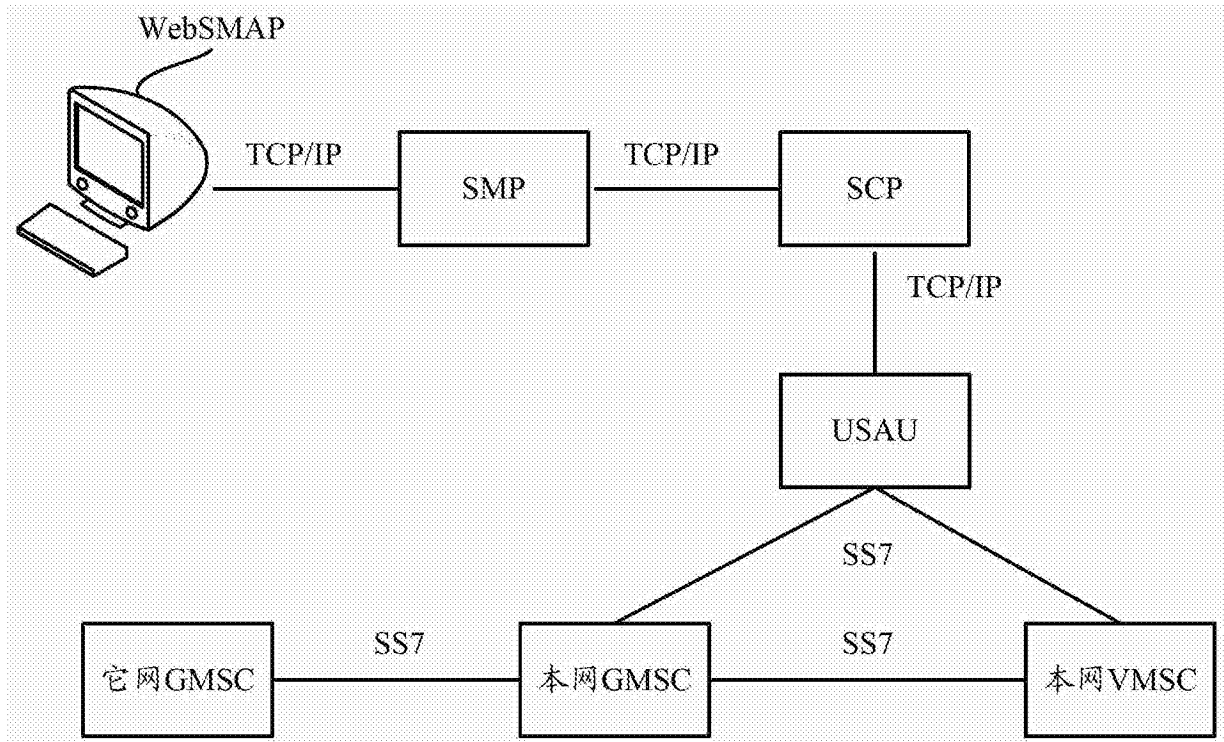 WebSMAP
TCP/IP
SMP
TCP/IP
SCP
TCP/IP
USAU
SS7
它网GMSC
SS7
本网GMSC
SS7
本网VMSC